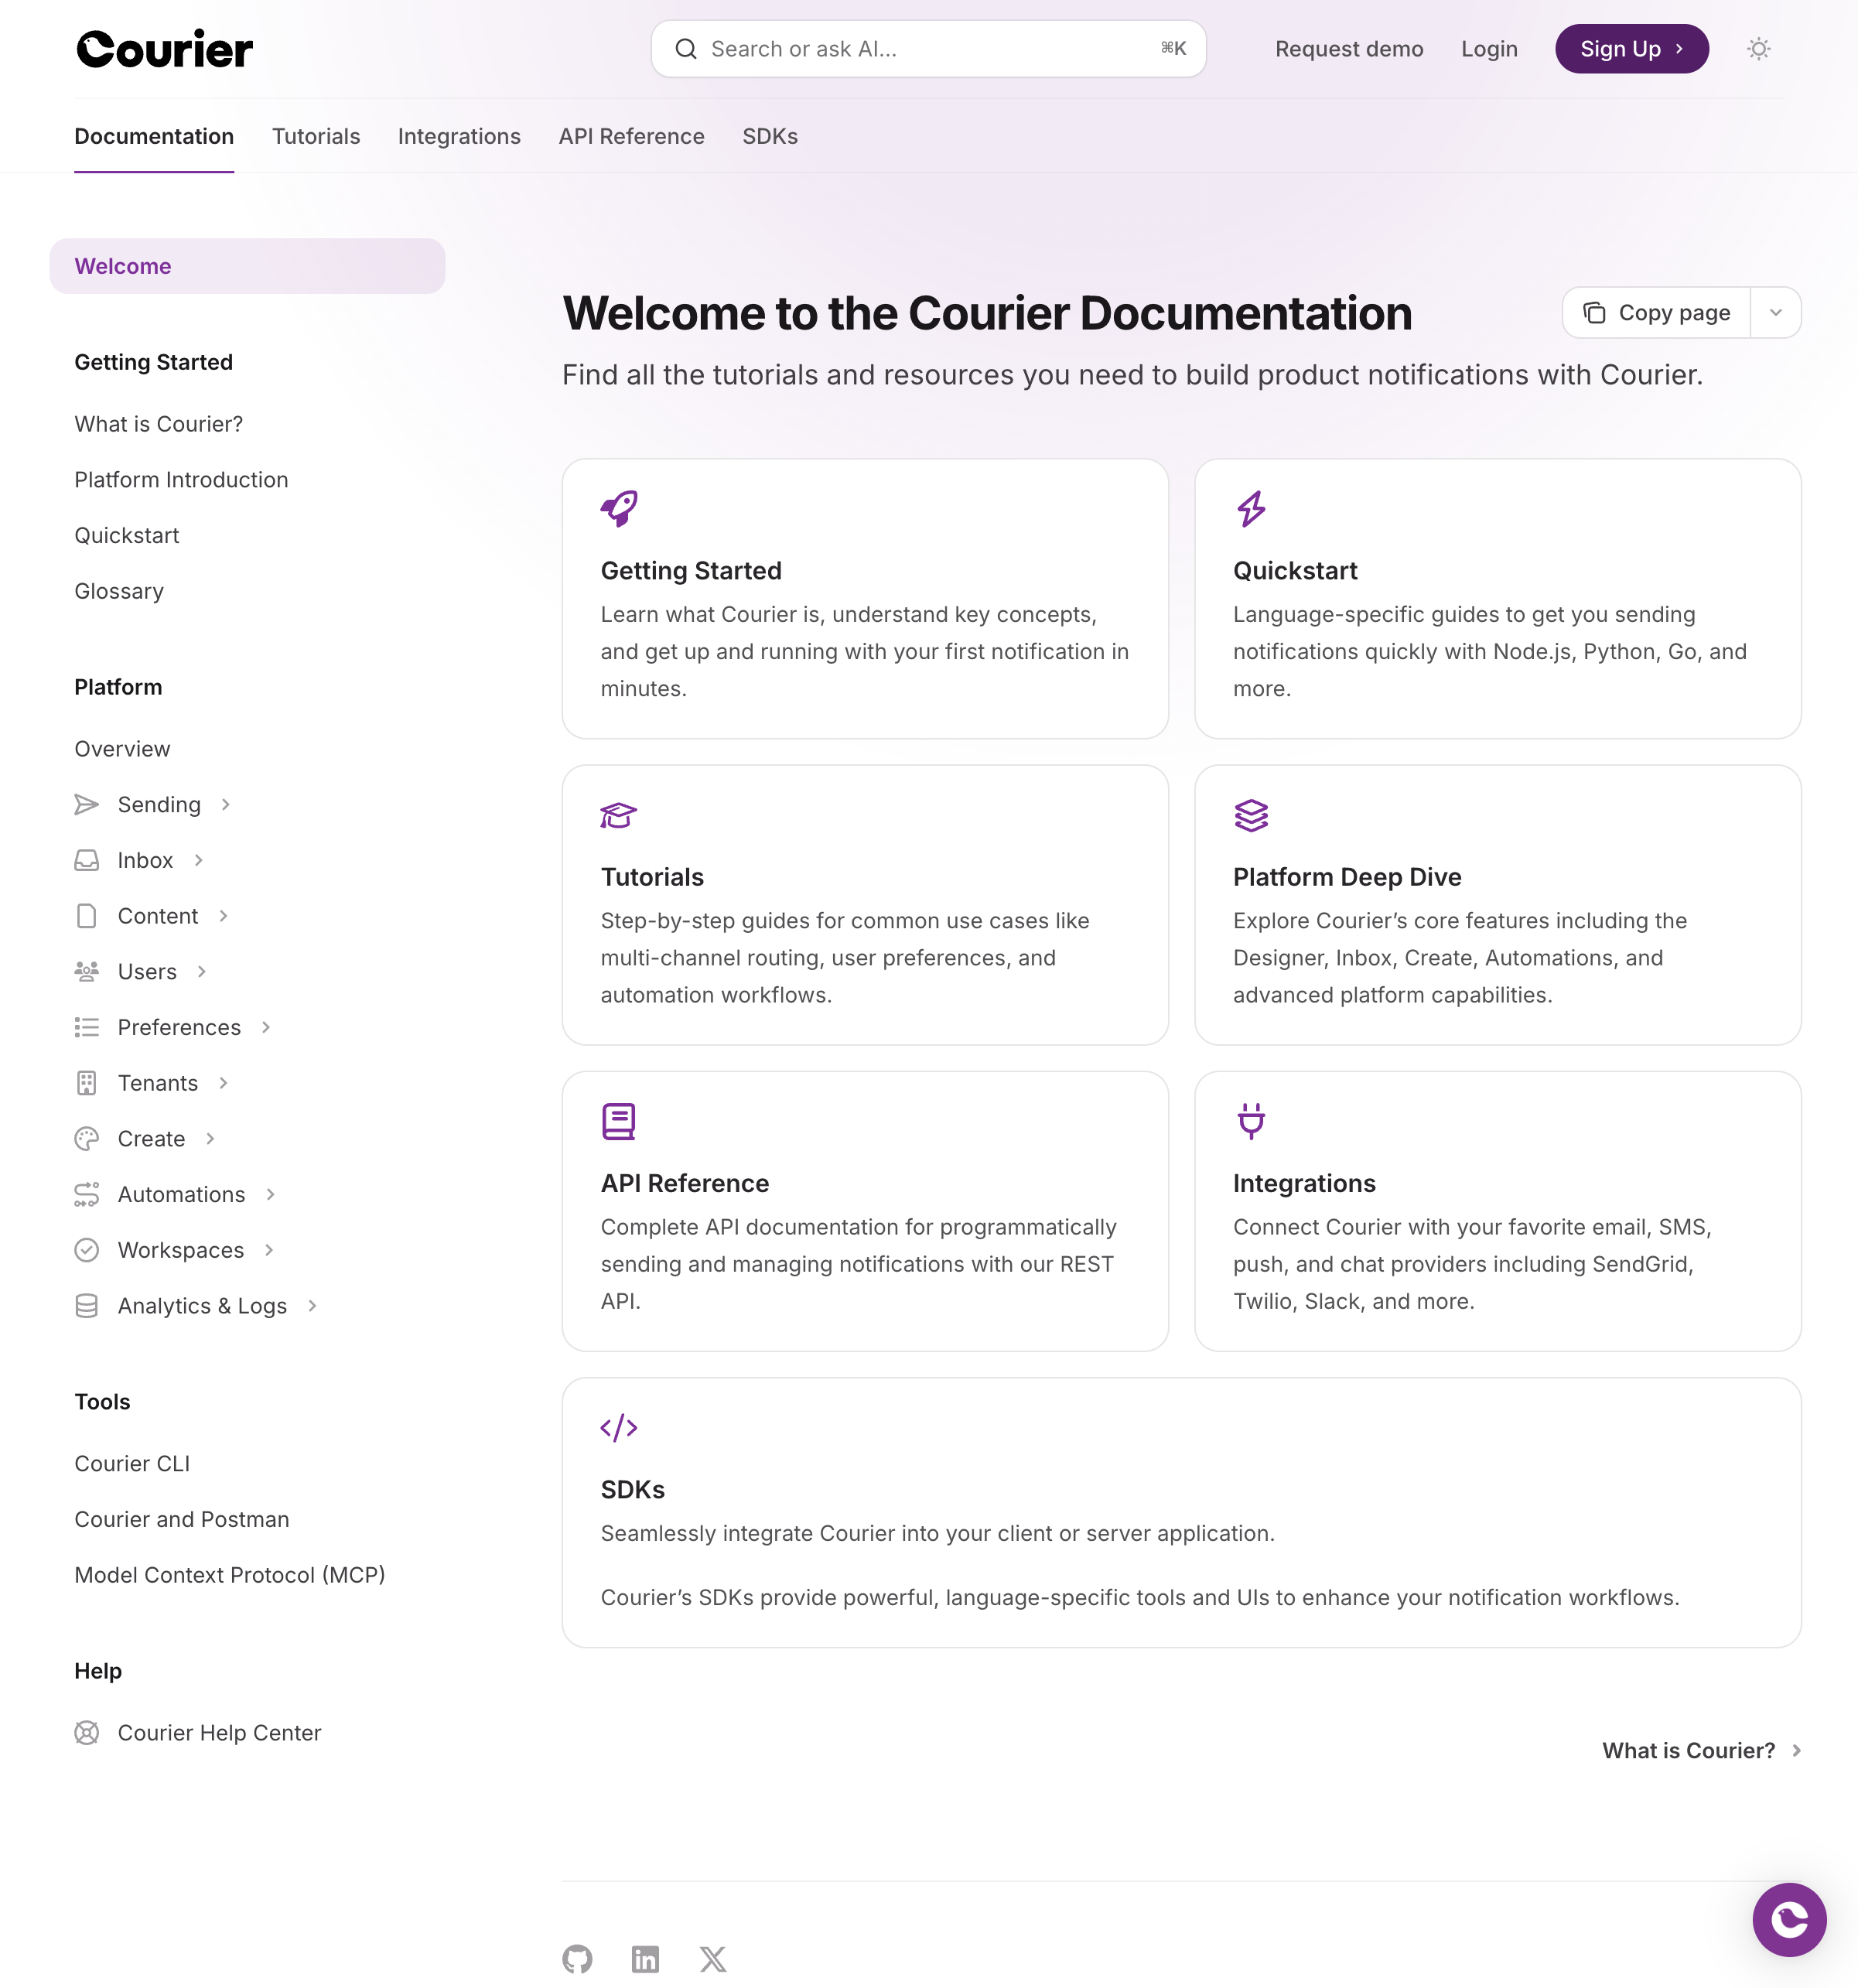 Courier
Search or ask AI...
⌘K
Request demo
Login
Sign Up
Documentation
Tutorials
Integrations
API Reference
SDKs
Welcome
Getting Started
What is Courier?
Platform Introduction
Quickstart
Glossary
Platform
Overview
Sending
Inbox
Content
Users
Preferences
Tenants
Create
Automations
Workspaces
Analytics & Logs
Tools
Courier CLI
Courier and Postman
Model Context Protocol (MCP)
Help
Courier Help Center
Welcome to the Courier Documentation
Copy page
Find all the tutorials and resources you need to build product notifications with Courier.
Getting Started
Learn what Courier is, understand key concepts,
and get up and running with your first notification in
minutes.
Quickstart
Language-specific guides to get you sending
notifications quickly with Node.js, Python, Go, and
more.
Tutorials
Step-by-step guides for common use cases like
multi-channel routing, user preferences, and
automation workflows.
Platform Deep Dive
Explore Courier’s core features including the
Designer, Inbox, Create, Automations, and
advanced platform capabilities.
API Reference
Complete API documentation for programmatically
sending and managing notifications with our REST
API.
Integrations
Connect Courier with your favorite email, SMS,
push, and chat providers including SendGrid,
Twilio, Slack, and more.
SDKs
Seamlessly integrate Courier into your client or server application.
Courier’s SDKs provide powerful, language-specific tools and UIs to enhance your notification workflows.
What is Courier?